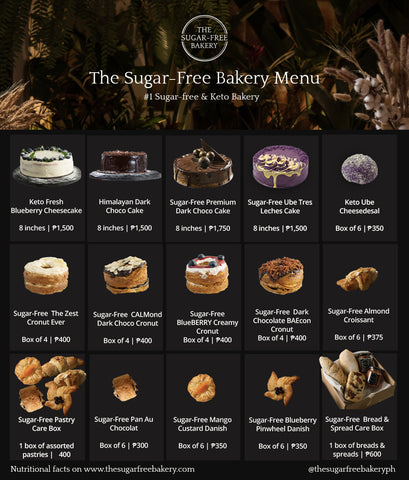 THE
SUGAR-FREE
BAKERY
The Sugar-Free Bakery Menu
#1 Sugar-free & Keto Bakery
Keto Fresh
Blueberry Cheesecake
8 inches | ₱1,500
Himalayan Dark
Choco Cake
8 inches | ₱1,500
Sugar-Free Premium
Dark Choco Cake
8 inches | ₱1,750
Sugar-Free Ube Tres
Leches Cake
8 inches | ₱1,500
Keto Ube
Cheesedesal
Box of 6 | ₱350
Sugar-Free The Zest
Cronut Ever
Box of 4 | ₱400
Sugar-Free CALMond
Dark Choco Cronut
Box of 4 | ₱400
Sugar-Free
BlueBERRY Creamy
Cronut
Box of 4 | ₱400
Sugar-Free Dark
Chocolate BAEcon
Cronut
Box of 4 | ₱400
Sugar-Free Almond
Croissant
Box of 6 | ₱375
Sugar-Free Pastry
Care Box
1 box of assorted
pastries | 400
Sugar-Free Pan Au
Chocolat
Box of 6 | ₱300
Sugar-Free Mango
Custard Danish
Box of 6 | ₱350
Sugar-Free Blueberry
Pinwheel Danish
Box of 6 | ₱350
Sugar-Free Bread &
Spread Care Box
1 box of breads &
spreads | ₱600
Nutritional facts on www.thesugarfreebakery.com
@thesugarfreebakeryph